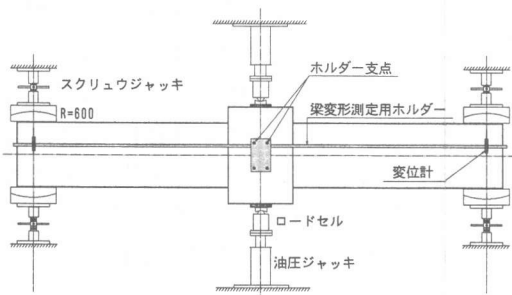 ホルダー支点
スクリュウジャッキ
梁変形測定用ホルダー
R=600
変位計
ロードセル
油圧ジャッキ